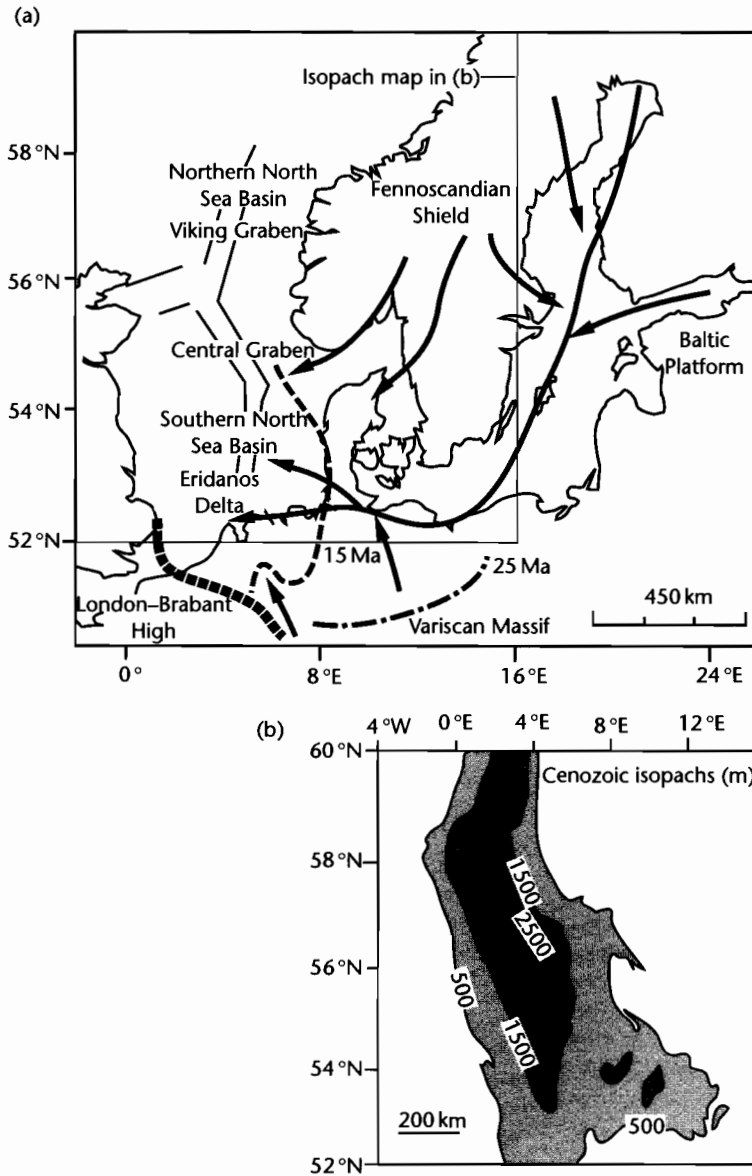 (a)
Isopach map in (b)
58°N
Northern North
Sea Basin
Viking Graben
Fennoscandian
Shield
56°N
Central Graben
Baltic
Platform
54°N
Southern North
Sea Basin
Eridanos
Delta
52°N
15 Ma
25 Ma
London–Brabant
High
Variscan Massif
450 km
0°
8°E
16°E
24°E
(b)
4°W
0°E
4°E
8°E
12°E
60°N
Cenozoic isopachs (m)
58°N
1500
2500
56°N
500
1500
54°N
200 km
500
52°N